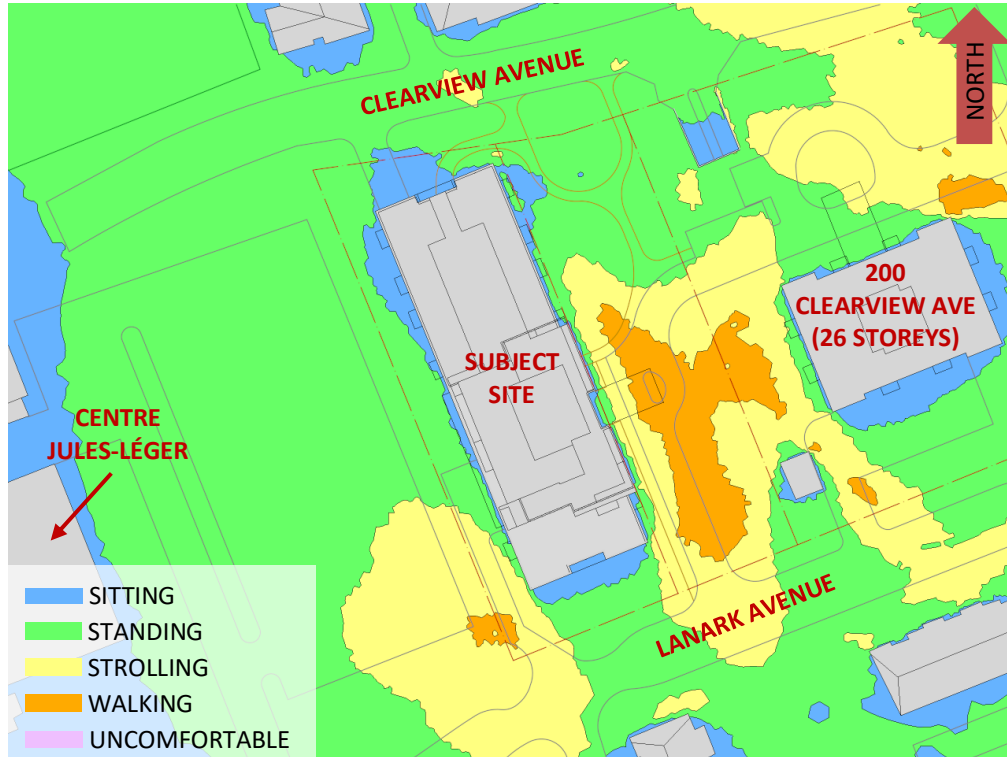 CLEARVIEW AVENUE
NORTH
200
CLEARVIEW AVE
(26 STOREYS)
SUBJECT
SITE
CENTRE
JULES-LÉGER
LANARK AVENUE
SITTING
STANDING
STROLLING
WALKING
UNCOMFORTABLE